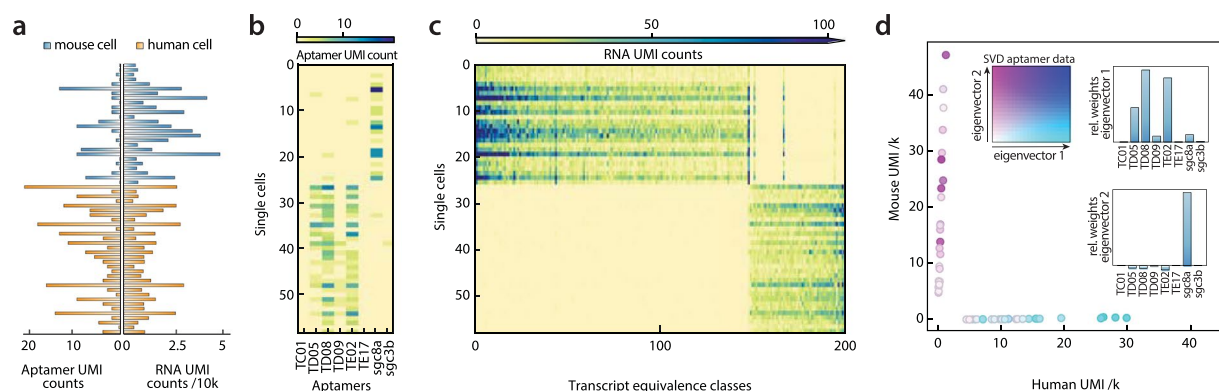 a
mouse cell human cell
20 10 0 0 2.5 5
Aptamer UMI
counts
RNA UMI
counts /10k
b
0 10
Aptamer UMI count
Single cells
0
10
20
30
40
50
TC01
TD05
TD08
TD09
TE02
TE17
sgc8a
sgc3b
Aptamers
c
0 50 100
RNA UMI counts
Single cells
0
10
20
30
40
50
0 100 200
Transcript equivalence classes
d
Mouse UMI /k
40
30
20
10
0
0 10 20 30 40
Human UMI /k
SVD aptamer data
eigenvector 2
eigenvector 1
rel. weights
eigenvector 1
TC01
TD05
TD08
TD09
TE02
TE17
sgc8a
sgc3b
rel. weights
eigenvector 2
TC01
TD05
TD08
TD09
TE02
TE17
sgc8a
sgc3b